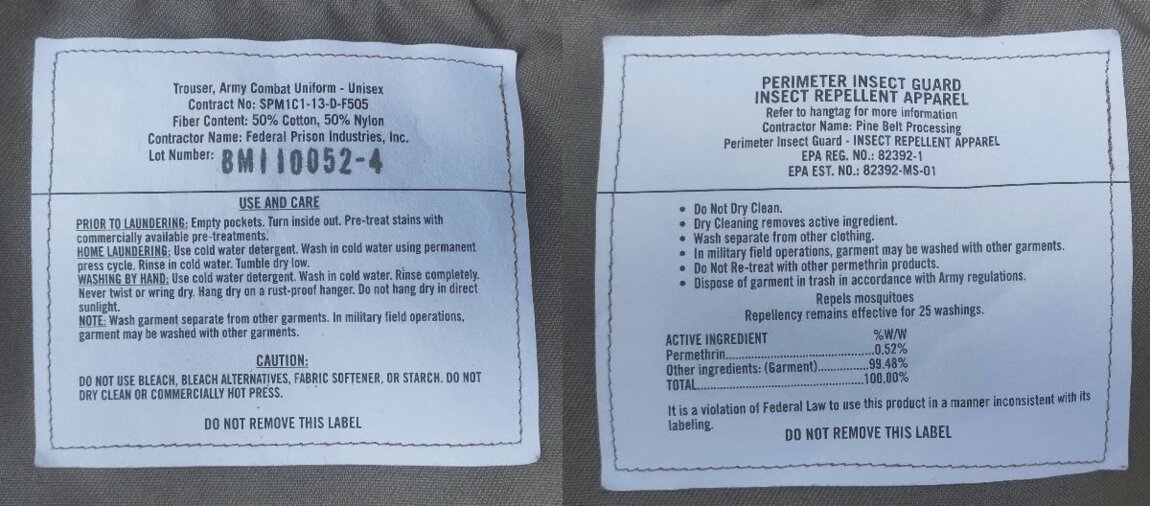 Trouser, Army Combat Uniform - Unisex
Contract No: SPM1C1-13-D-F505
Fiber Content: 50% Cotton, 50% Nylon
Contractor Name: Federal Prison Industries, Inc.
Lot Number: BM110052-4
USE AND CARE
PRIOR TO LAUNDERING: Empty pockets. Turn inside out. Pre-treat stains with
commercially available pre-treatments.
HOME LAUNDERING: Use cold water detergent. Wash in cold water using permanent
press cycle. Rinse in cold water. Tumble dry low.
WASHING BY HAND: Use cold water detergent. Wash in cold water. Rinse completely.
Never twist or wring dry. Hang dry on a rust-proof hanger. Do not hang dry in direct
sunlight.
NOTE: Wash garment separate from other garments. In military field operations,
garment may be washed with other garments.
CAUTION:
DO NOT USE BLEACH, BLEACH ALTERNATIVES, FABRIC SOFTENER, OR STARCH. DO NOT
DRY CLEAN OR COMMERCIALLY HOT PRESS.
DO NOT REMOVE THIS LABEL
PERIMETER INSECT GUARD
INSECT REPELLENT APPAREL
Refer to hangtag for more information
Contractor Name: Pine Belt Processing
Perimeter Insect Guard - INSECT REPELLENT APPAREL
EPA REG. NO.: 82392-1
EPA EST. NO.: 82392-MS-01
• Do Not Dry Clean.
• Dry Cleaning removes active ingredient.
• Wash separate from other clothing.
• In military field operations, garment may be washed with other garments.
• Do Not Re-treat with other permethrin products.
• Dispose of garment in trash in accordance with Army regulations.
Repels mosquitoes
Repellency remains effective for 25 washings.
ACTIVE INGREDIENT %W/W
Permethrin..........................................0.52%
Other ingredients: (Garment)..............99.48%
TOTAL..............................................100.00%
It is a violation of Federal Law to use this product in a manner inconsistent with its
labeling.
DO NOT REMOVE THIS LABEL